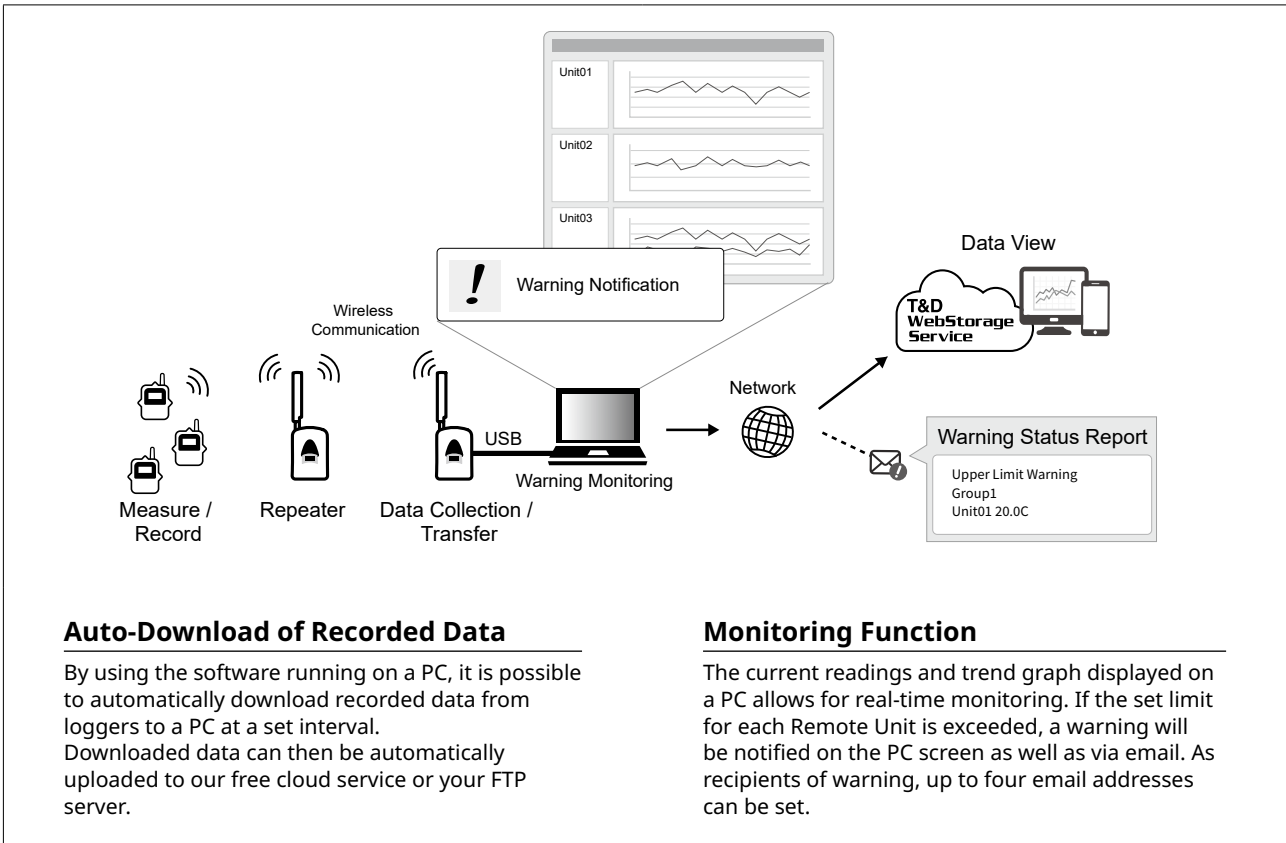 Unit01
Unit02
Unit03
! Warning Notification
Data View
T&D
WebStorage
Service
Wireless
Communication
Network
USB
Warning Monitoring
Measure /
Record
Repeater
Data Collection /
Transfer
Warning Status Report
Upper Limit Warning
Group1
Unit01 20.0C
Auto-Download of Recorded Data
By using the software running on a PC, it is possible
to automatically download recorded data from
loggers to a PC at a set interval.
Downloaded data can then be automatically
uploaded to our free cloud service or your FTP
server.
Monitoring Function
The current readings and trend graph displayed on
a PC allows for real-time monitoring. If the set limit
for each Remote Unit is exceeded, a warning will
be notified on the PC screen as well as via email. As
recipients of warning, up to four email addresses
can be set.